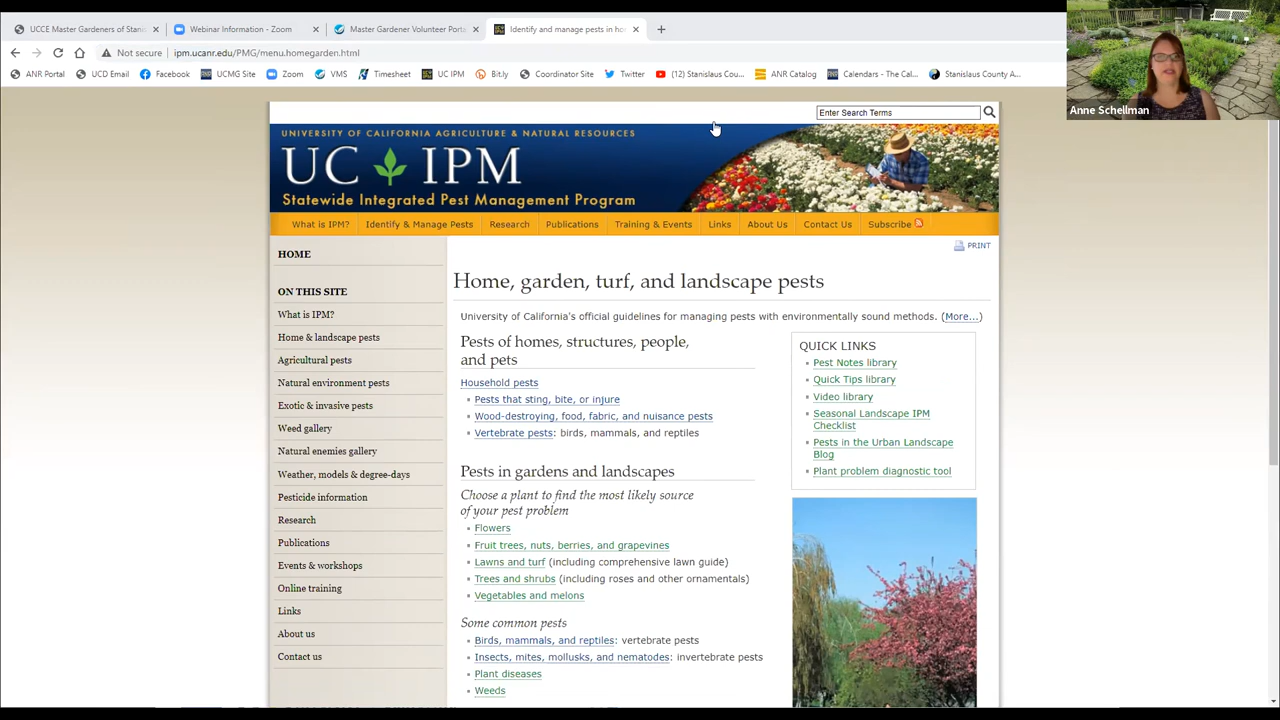 UCCE Master Gardeners of Stani
Webinar Information - Zoom
Master Gardener Volunteer Porta
Identify and manage pests in ho
Not secure ipm.ucanr.edu/PMG/menu.homegarden.html
ANR Portal UCD Email Facebook UCMG Site Zoom VMS Timesheet UC IPM Bit.ly Coordinator Site Twitter (12) Stanislaus Cou... ANR Catalog Calendars - The Cal... Stanislaus County A...
Anne Schellman
Enter Search Terms
UNIVERSITY OF CALIFORNIA AGRICULTURE & NATURAL RESOURCES
UC IPM
Statewide Integrated Pest Management Program
What is IPM? Identify & Manage Pests Research Publications Training & Events Links About Us Contact Us Subscribe
PRINT
HOME
ON THIS SITE
What is IPM?
Home & landscape pests
Agricultural pests
Natural environment pests
Exotic & invasive pests
Weed gallery
Natural enemies gallery
Weather, models & degree-days
Pesticide information
Research
Publications
Events & workshops
Online training
Links
About us
Contact us
Home, garden, turf, and landscape pests
University of California's official guidelines for managing pests with environmentally sound methods. (More...)
Pests of homes, structures, people,
and pets
Household pests
Pests that sting, bite, or injure
Wood-destroying, food, fabric, and nuisance pests
Vertebrate pests: birds, mammals, and reptiles
Pests in gardens and landscapes
Choose a plant to find the most likely source
of your pest problem
Flowers
Fruit trees, nuts, berries, and grapevines
Lawns and turf (including comprehensive lawn guide)
Trees and shrubs (including roses and other ornamentals)
Vegetables and melons
Some common pests
Birds, mammals, and reptiles: vertebrate pests
Insects, mites, mollusks, and nematodes: invertebrate pests
Plant diseases
Weeds
QUICK LINKS
Pest Notes library
Quick Tips library
Video library
Seasonal Landscape IPM
Checklist
Pests in the Urban Landscape
Blog
Plant problem diagnostic tool